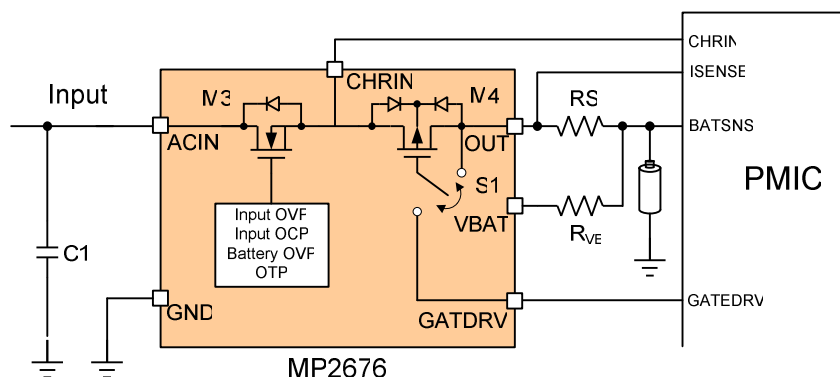 CHRIN
ISENSE
Input
M3
CHRIN
M4
RS
ACIN
OUT
BATSNS
PMIC
S1
Input OVP
Input OCP
Battery OVP
OTP
VBAT
RVB
C1
GND
GATDRV
GATEDRV
MP2676